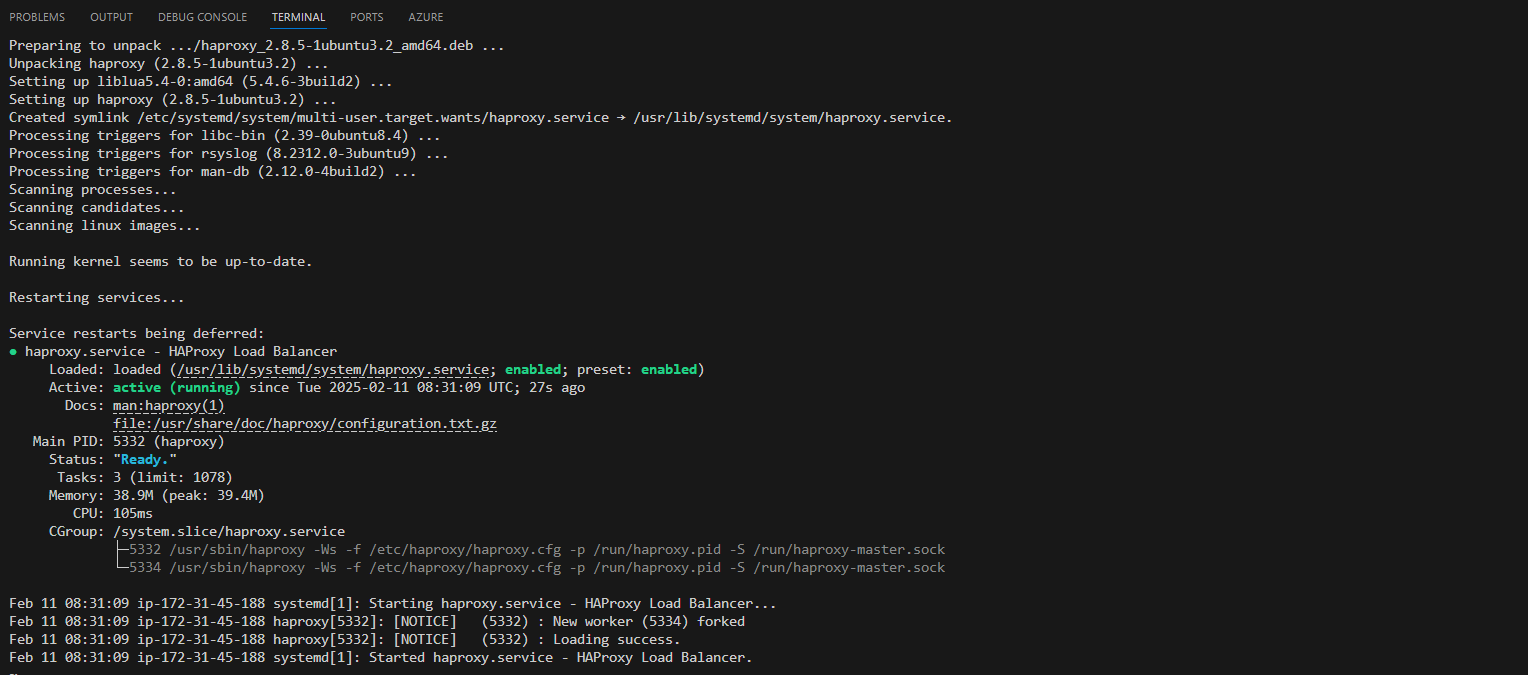 PROBLEMS OUTPUT DEBUG CONSOLE TERMINAL PORTS AZURE
Preparing to unpack .../haproxy_2.8.5-1ubuntu3.2_amd64.deb ...
Unpacking haproxy (2.8.5-1ubuntu3.2) ...
Setting up liblua5.4-0:amd64 (5.4.6-3build2) ...
Setting up haproxy (2.8.5-1ubuntu3.2) ...
Created symlink /etc/systemd/system/multi-user.target.wants/haproxy.service → /usr/lib/systemd/system/haproxy.service.
Processing triggers for libc-bin (2.39-0ubuntu8.4) ...
Processing triggers for rsyslog (8.2312.0-3ubuntu9) ...
Processing triggers for man-db (2.12.0-4build2) ...
Scanning processes...
Scanning candidates...
Scanning linux images...
Running kernel seems to be up-to-date.
Restarting services...
Service restarts being deferred:
● haproxy.service - HAProxy Load Balancer
Loaded: loaded (/usr/lib/systemd/system/haproxy.service; enabled; preset: enabled)
Active: active (running) since Tue 2025-02-11 08:31:09 UTC; 27s ago
Docs: man:haproxy(1)
file:/usr/share/doc/haproxy/configuration.txt.gz
Main PID: 5332 (haproxy)
Status: "Ready."
Tasks: 3 (limit: 1078)
Memory: 38.9M (peak: 39.4M)
CPU: 105ms
CGroup: /system.slice/haproxy.service
├─5332 /usr/sbin/haproxy -Ws -f /etc/haproxy/haproxy.cfg -p /run/haproxy.pid -S /run/haproxy-master.sock
└─5334 /usr/sbin/haproxy -Ws -f /etc/haproxy/haproxy.cfg -p /run/haproxy.pid -S /run/haproxy-master.sock
Feb 11 08:31:09 ip-172-31-45-188 systemd[1]: Starting haproxy.service - HAProxy Load Balancer...
Feb 11 08:31:09 ip-172-31-45-188 haproxy[5332]: [NOTICE] (5332) : New worker (5334) forked
Feb 11 08:31:09 ip-172-31-45-188 haproxy[5332]: [NOTICE] (5332) : Loading success.
Feb 11 08:31:09 ip-172-31-45-188 systemd[1]: Started haproxy.service - HAProxy Load Balancer.